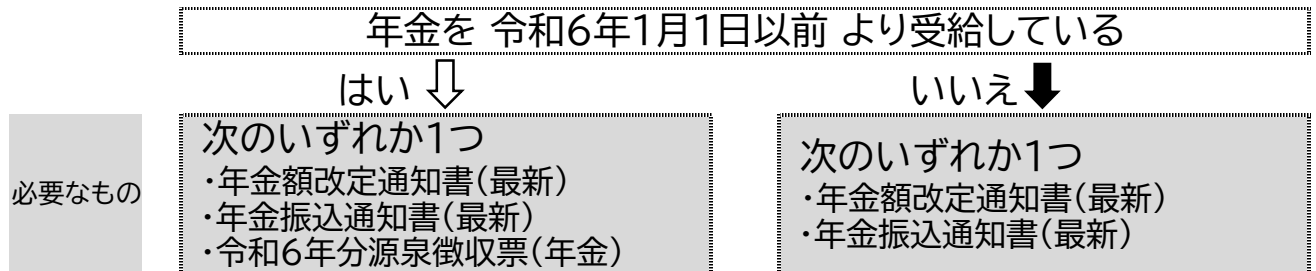 年金を 令和6年1月1日以前 より受給している
はい
いいえ
必要なもの
次のいずれか1つ
・年金額改定通知書(最新)
・年金振込通知書(最新)
・令和6年分源泉徴収票(年金)
次のいずれか1つ
・年金額改定通知書(最新)
・年金振込通知書(最新)